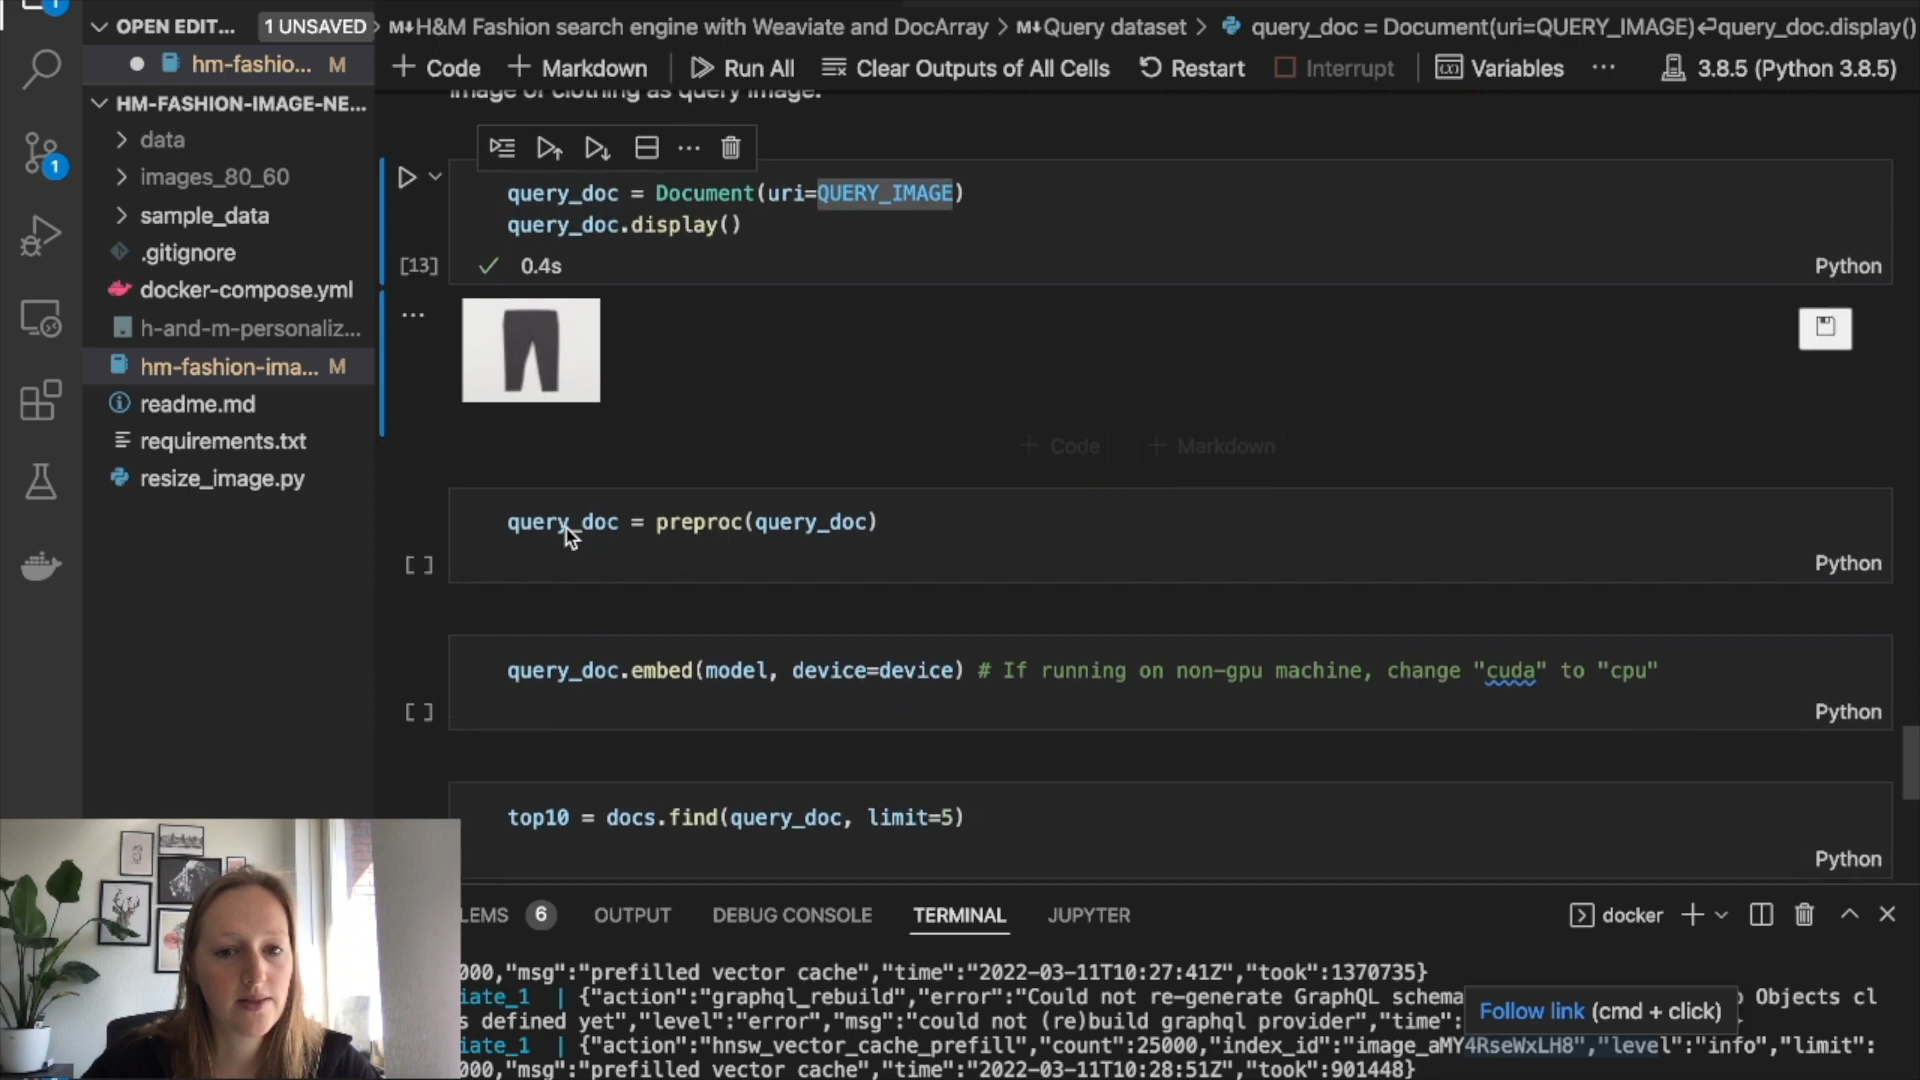 OPEN EDIT...
1 UNSAVED
H&M Fashion search engine with Weaviate and DocArray > M↓Query dataset > query_doc = Document(uri=QUERY_IMAGE)↩query_doc.display()
hm-fashio... M
+ Code + Markdown Run All Clear Outputs of All Cells Restart Interrupt Variables ... 3.8.5 (Python 3.8.5)
HM-FASHION-IMAGE-NE...
data
images_80_60
sample_data
.gitignore
docker-compose.yml
h-and-m-personaliz...
hm-fashion-ima... M
readme.md
requirements.txt
resize_image.py
1
image of clothing as query image.
query_doc = Document(uri=QUERY_IMAGE)
query_doc.display()
[13] 0.4s Python
+ Code + Markdown
query_doc = preproc(query_doc)
[ ] Python
query_doc.embed(model, device=device) # If running on non-gpu machine, change "cuda" to "cpu"
[ ] Python
top10 = docs.find(query_doc, limit=5)
Python
LEMS 6 OUTPUT DEBUG CONSOLE TERMINAL JUPYTER docker
000,"msg":"prefilled vector cache","time":"2022-03-11T10:27:41Z","took":1370735}
iate_1 | {"action":"graphql_rebuild","error":"Could not re-generate GraphQL schema Objects cl
s defined yet","level":"error","msg":"could not (re)build graphql provider","time":
Follow link (cmd + click)
iate_1 | {"action":"hnsw_vector_cache_prefill","count":25000,"index_id":"image_aMY4RseWxLH8","level":"info","limit":
000,"msg":"prefilled vector cache","time":"2022-03-11T10:28:51Z","took":901448}